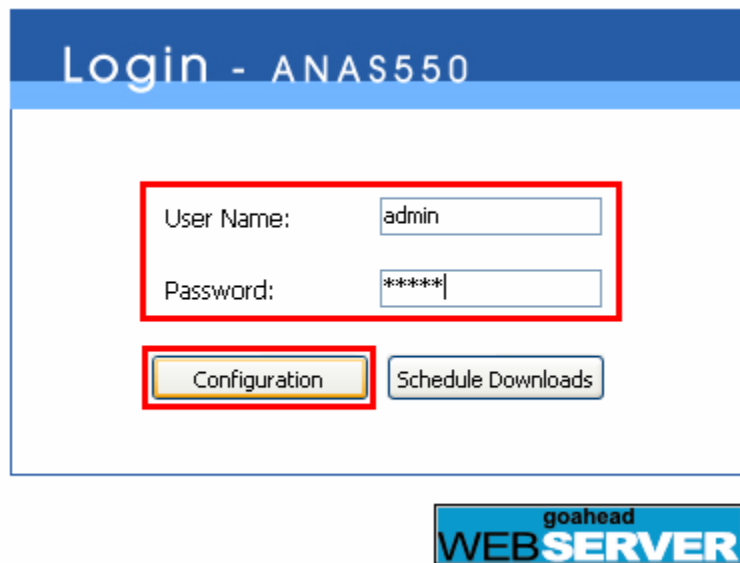 Login - ANAS550
User Name: admin
Password: *****
Configuration Schedule Downloads
goahead
WEBSERVER